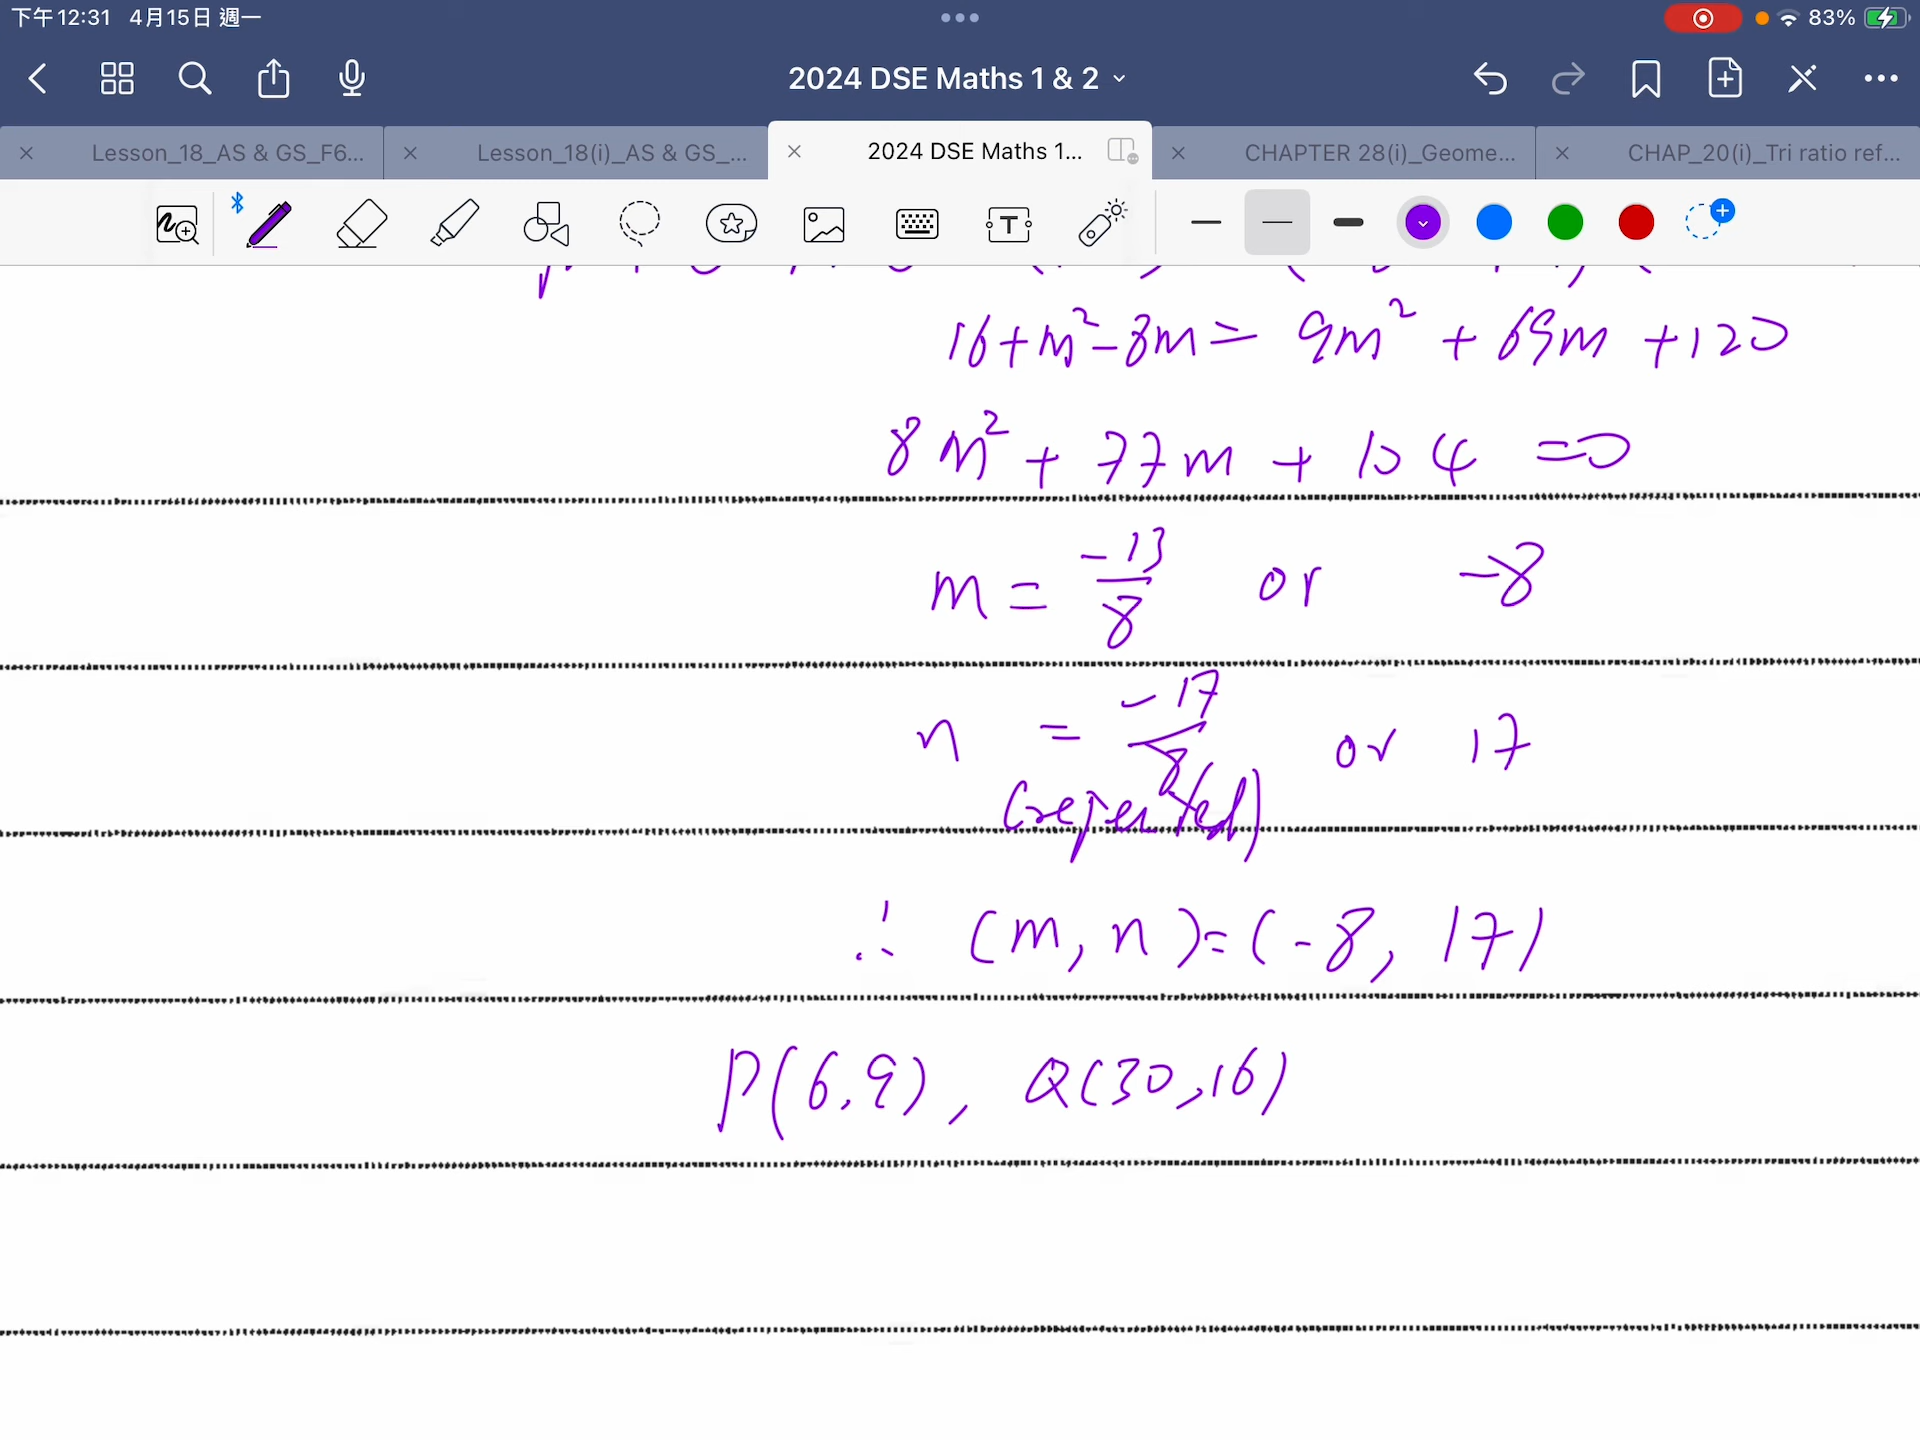 下午12:31 4月15日 週一 83%
2024 DSE Maths 1 & 2
Lesson_18_AS & GS_F6... Lesson_18(i)_AS & GS_... 2024 DSE Maths 1... CHAPTER 28(i)_Geome... CHAP_20(i)_Tri ratio ref...
16+m²-8m= 9m² + 69m +120
8m² + 77m + 104 =0
m = -13/8 or -8
n = -17/8 or 17
(rejected)
∴ (m, n)=(-8, 17)
P(6,9), Q(30,16)